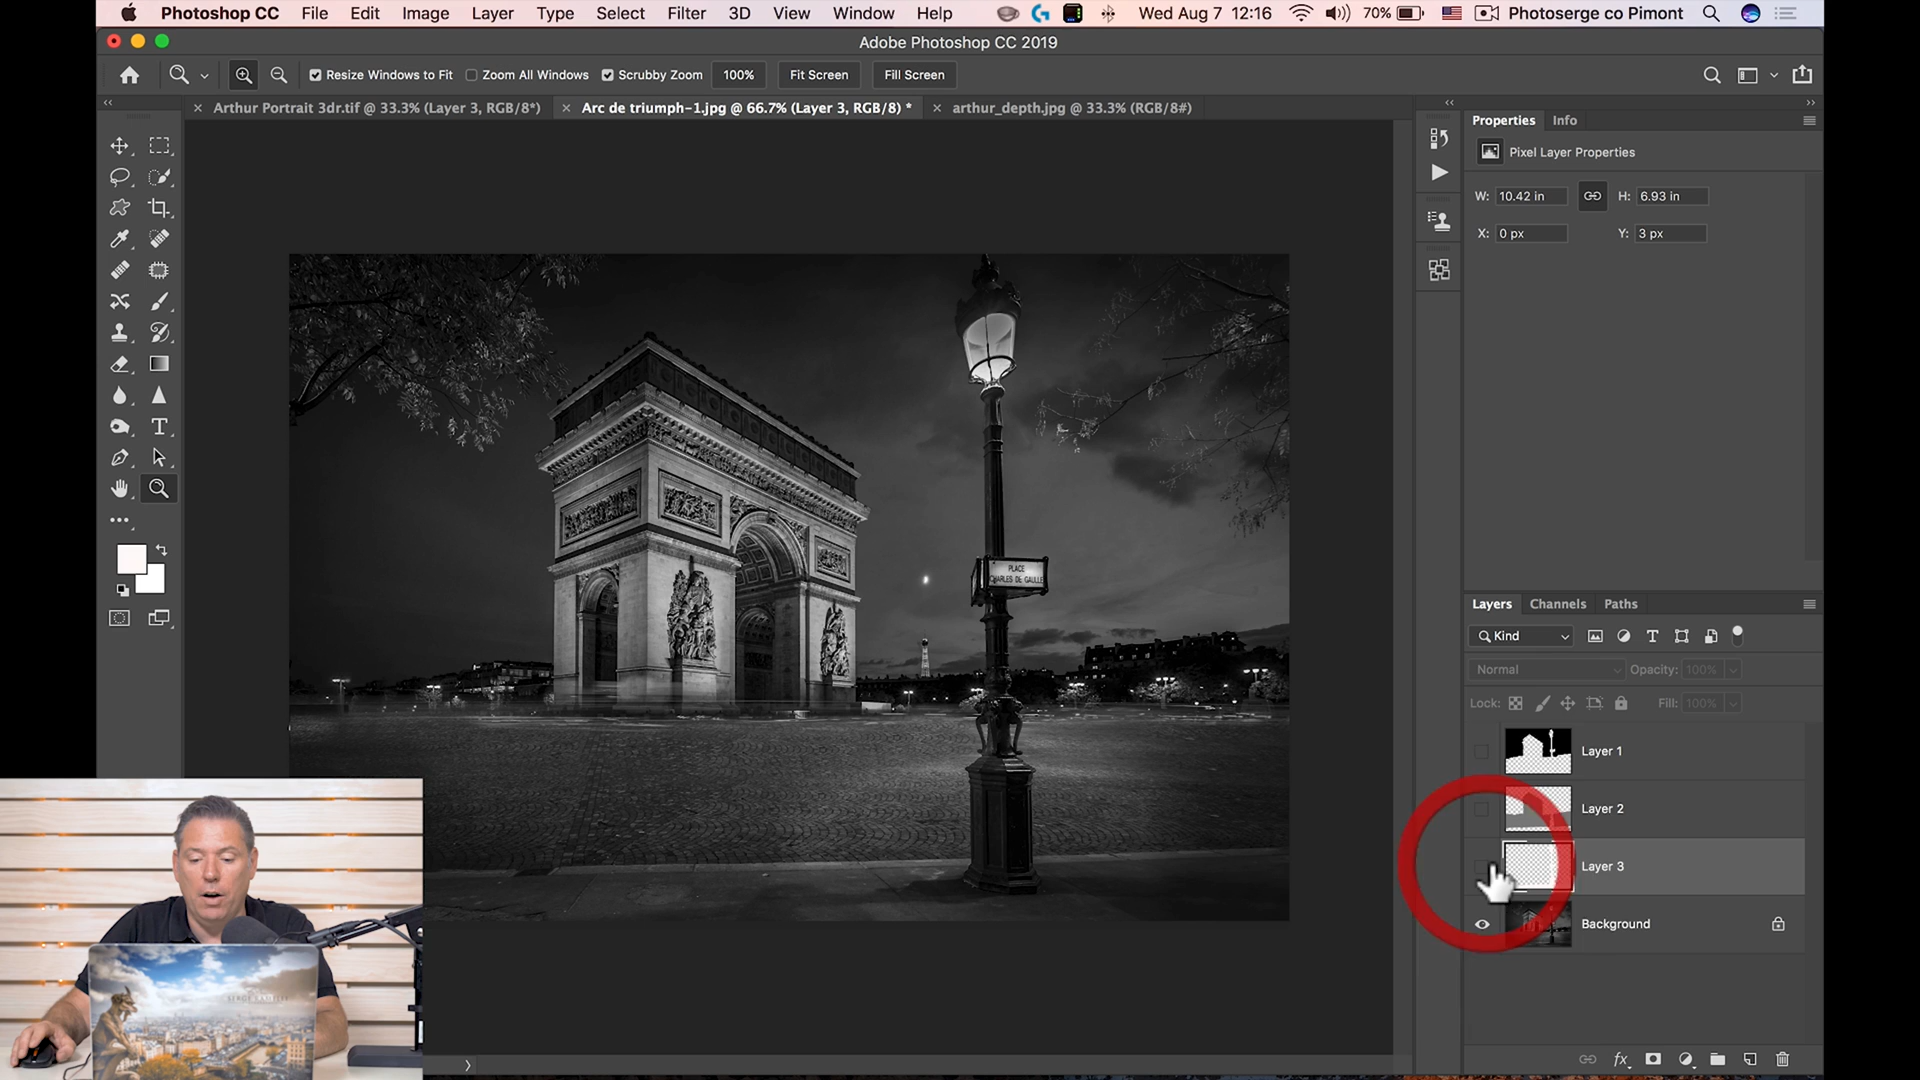 Photoshop CC File Edit Image Layer Type Select Filter 3D View Window Help Wed Aug 7 12:16 70% Photoserge co Pimont
Adobe Photoshop CC 2019
Resize Windows to Fit Zoom All Windows Scrubby Zoom 100% Fit Screen Fill Screen
Arthur Portrait 3dr.tif @ 33.3% (Layer 3, RGB/8*) Arc de triumph-1.jpg @ 66.7% (Layer 3, RGB/8) * arthur_depth.jpg @ 33.3% (RGB/8#)
Properties Info
Pixel Layer Properties
W: 10.42 in H: 6.93 in
X: 0 px Y: 3 px
PLACE
CHARLES DE GAULLE
Layers Channels Paths
Kind
Normal Opacity: 100%
Lock: Fill: 100%
Layer 1
Layer 2
Layer 3
Background
fx